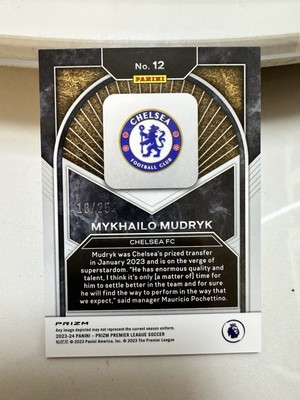 No. 12
PANINI
CHELSEA
FOOTBALL CLUB
MYKHAILO MUDRYK
CHELSEA FC
Mudryk was Chelsea's prized transfer
in January 2023 and is on the verge of
superstardom. "He has enormous quality and
talent, I think it's only [a matter of] time for
him to settle better in the team and for sure
he will find the way to perform in the way that
we expect," said manager Mauricio Pochettino.
PRIZM
Any image depicted may not represent the current season uniform.
2023-24 PANINI – PRIZM PREMIER LEAGUE SOCCER
© 2023 Panini America, Inc. © 2023 The Premier League